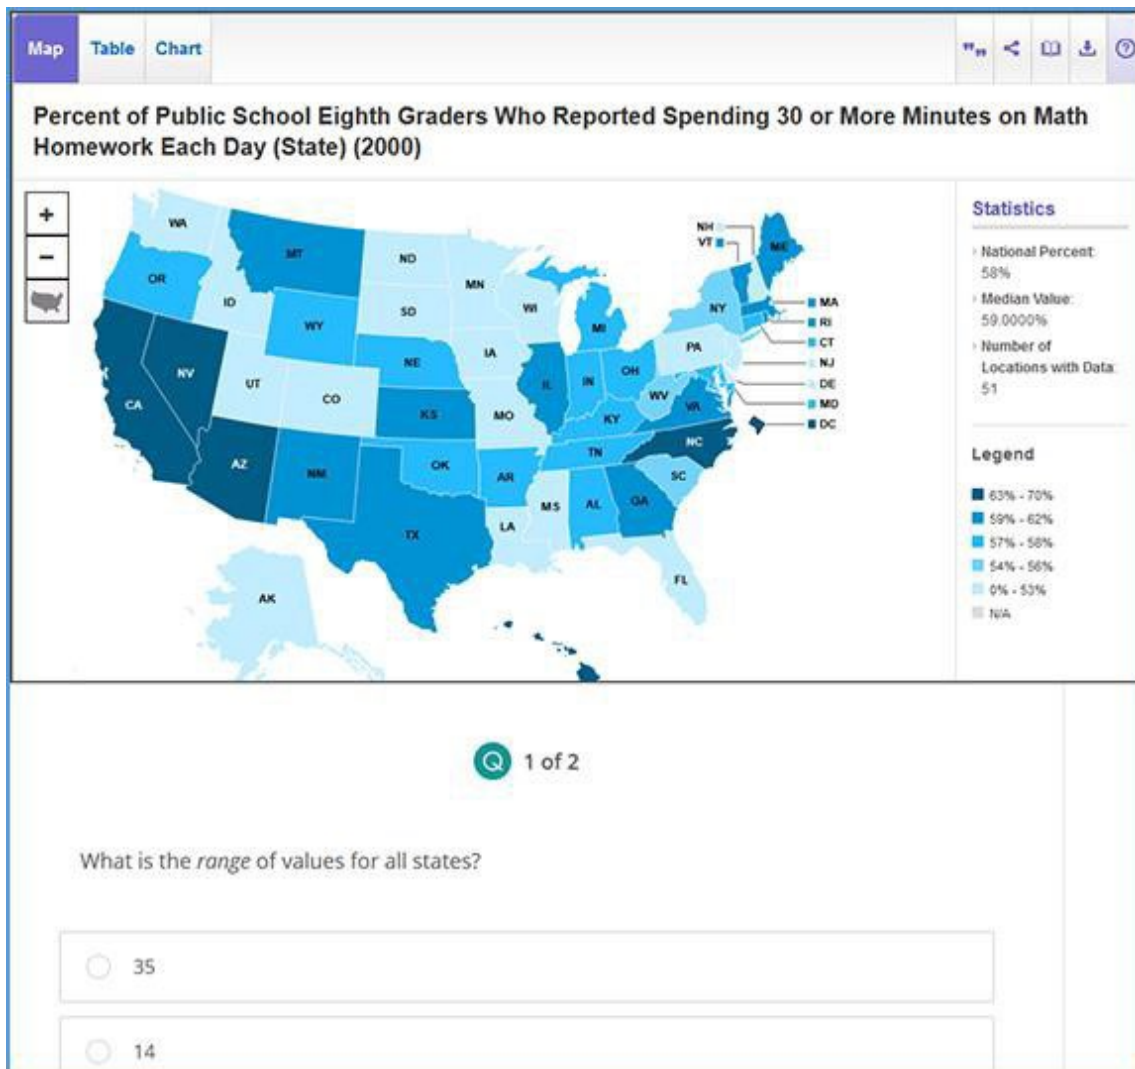 Map Table Chart
Percent of Public School Eighth Graders Who Reported Spending 30 or More Minutes on Math
Homework Each Day (State) (2000)
+
−
WA
MT
ND
MN
OR
ID
WY
SD
WI
NH
VT
ME
NY
MI
MA
RI
CT
NJ
DE
MD
DC
NV
UT
CO
NE
IA
IL
IN
OH
PA
WV
VA
CA
AZ
NM
KS
MO
KY
TN
NC
OK
AR
SC
TX
LA
MS
AL
GA
FL
AK
Statistics
National Percent:
58%
Median Value:
59.0000%
Number of
Locations with Data:
51
Legend
63% - 70%
59% - 62%
57% - 58%
54% - 56%
0% - 53%
N/A
Q 1 of 2
What is the range of values for all states?
35
14